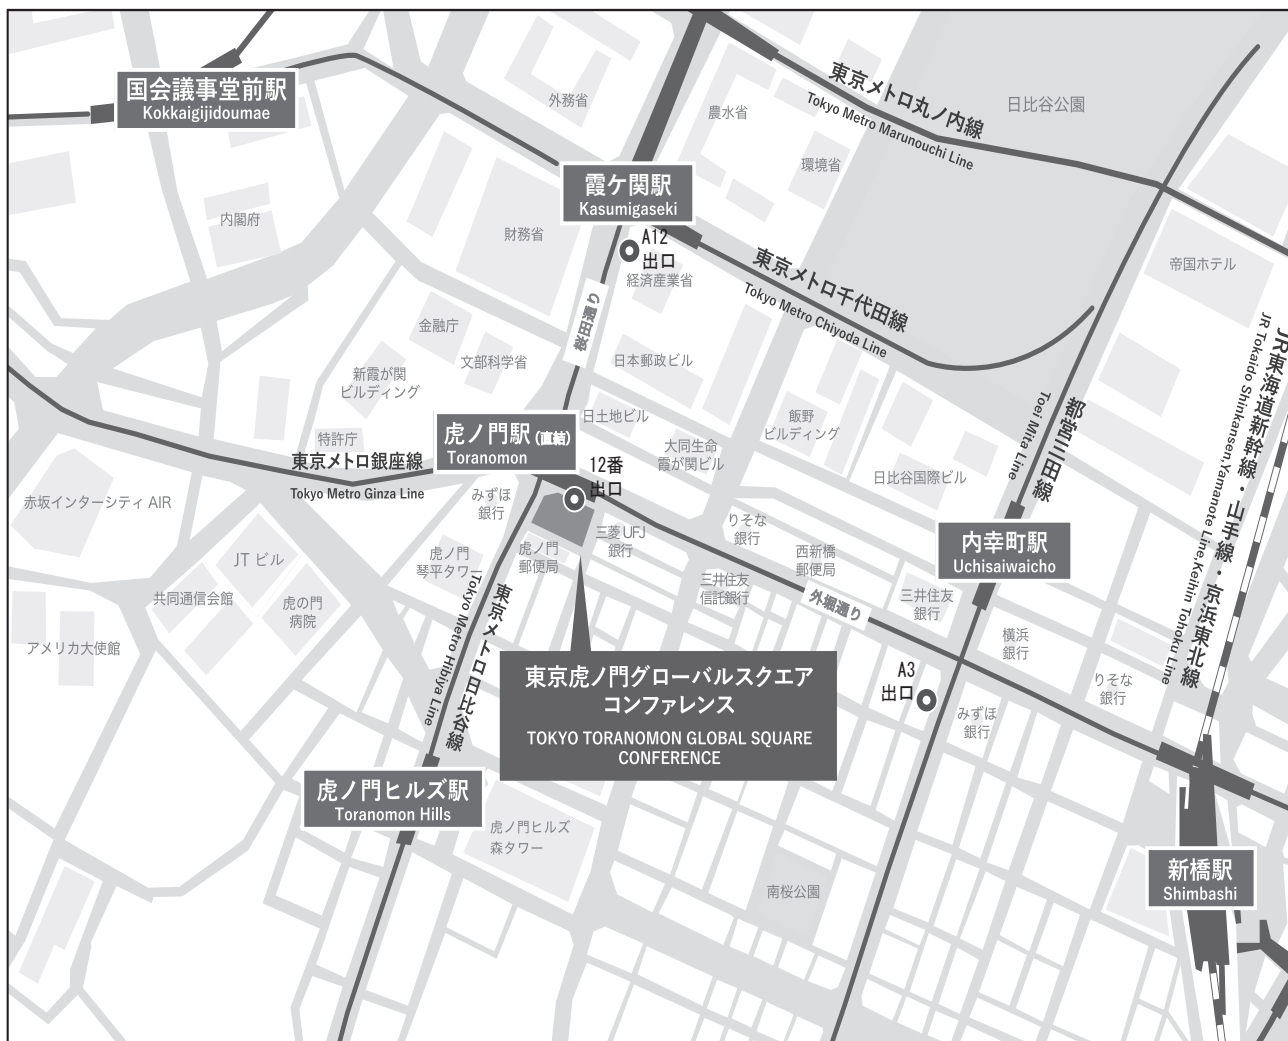 国会議事堂前駅
Kokkaigijidoumae
外務省
農水省
東京メトロ丸ノ内線
Tokyo Metro Marunouchi Line
日比谷公園
環境省
霞ケ関駅
Kasumigaseki
内閣府
財務省
A12
出口
経済産業省
東京メトロ千代田線
Tokyo Metro Chiyoda Line
帝国ホテル
桜田通り
金融庁
文部科学省
日本郵政ビル
新霞が関
ビルディング
JR東海道新幹線・山手線・京浜東北線
JR Tokaido Shinkansen,Yamanote Line,Keihin Tohoku Line
都営三田線
Toei Mita Line
虎ノ門駅(直結)
Toranomon
日土地ビル
飯野
ビルディング
特許庁
大同生命
霞が関ビル
東京メトロ銀座線
Tokyo Metro Ginza Line
12番
出口
日比谷国際ビル
赤坂インターシティ AIR
みずほ
銀行
三菱UFJ
銀行
りそな
銀行
内幸町駅
Uchisaiwaicho
JT ビル
虎ノ門
琴平タワー
虎ノ門
郵便局
西新橋
郵便局
三井住友
信託銀行
外堀通り
三井住友
銀行
共同通信会館
虎の門
病院
東京メトロ日比谷線
Tokyo Metro Hibiya Line
アメリカ大使館
横浜
銀行
東京虎ノ門グローバルスクエア
コンファレンス
TOKYO TORANOMON GLOBAL SQUARE
CONFERENCE
A3
出口
りそな
銀行
みずほ
銀行
虎ノ門ヒルズ駅
Toranomon Hills
虎ノ門ヒルズ
森タワー
南桜公園
新橋駅
Shimbashi